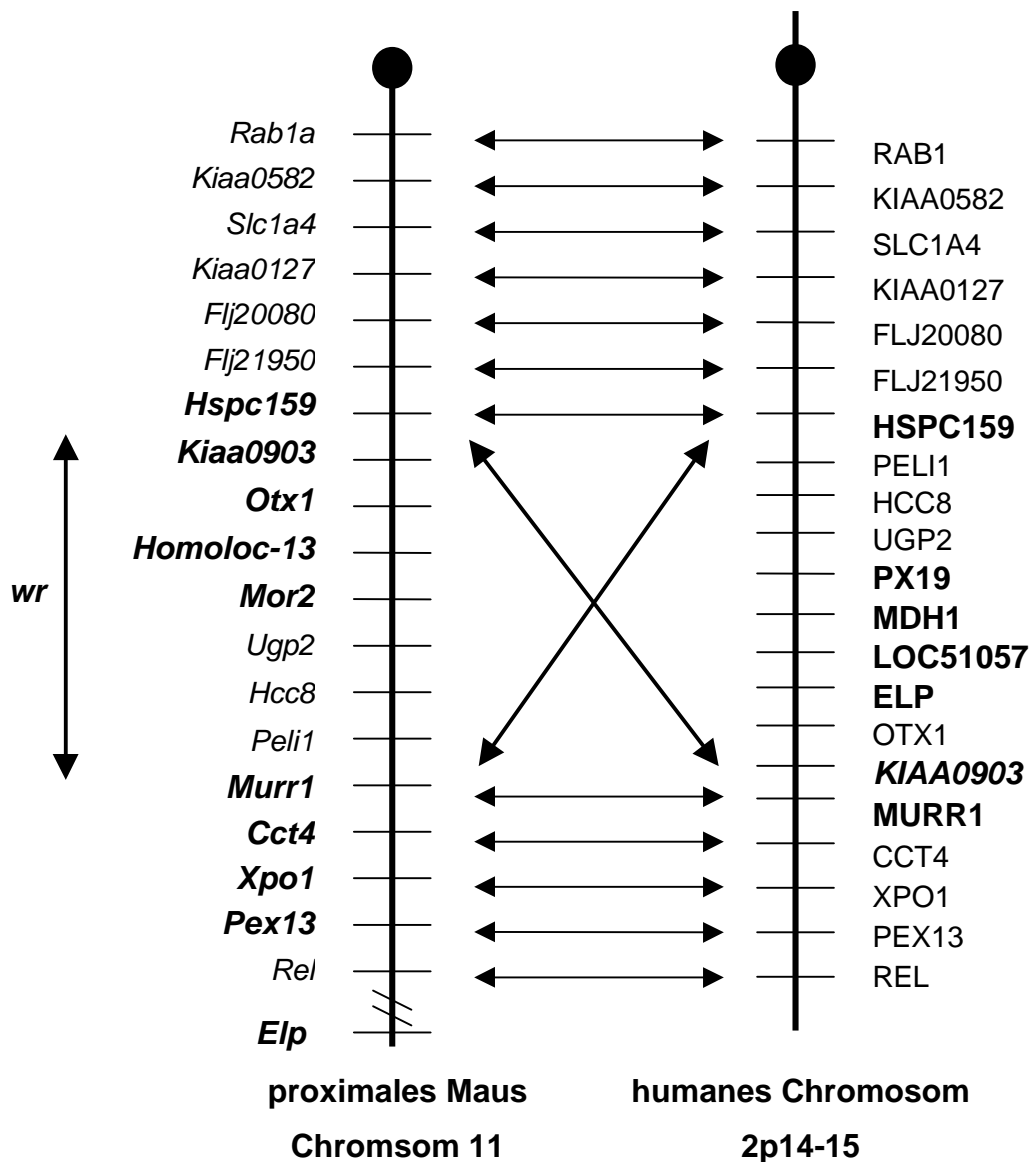 Rab1a
Kiaa0582
Slc1a4
Kiaa0127
Flj20080
Flj21950
Hspc159
Kiaa0903
Otx1
Homoloc-13
Mor2
Ugp2
Hcc8
Peli1
Murr1
Cct4
Xpo1
Pex13
Rel
Elp
wr
RAB1
KIAA0582
SLC1A4
KIAA0127
FLJ20080
FLJ21950
HSPC159
PELI1
HCC8
UGP2
PX19
MDH1
LOC51057
ELP
OTX1
KIAA0903
MURR1
CCT4
XPO1
PEX13
REL
proximales Maus
Chromsom 11
humanes Chromosom
2p14-15